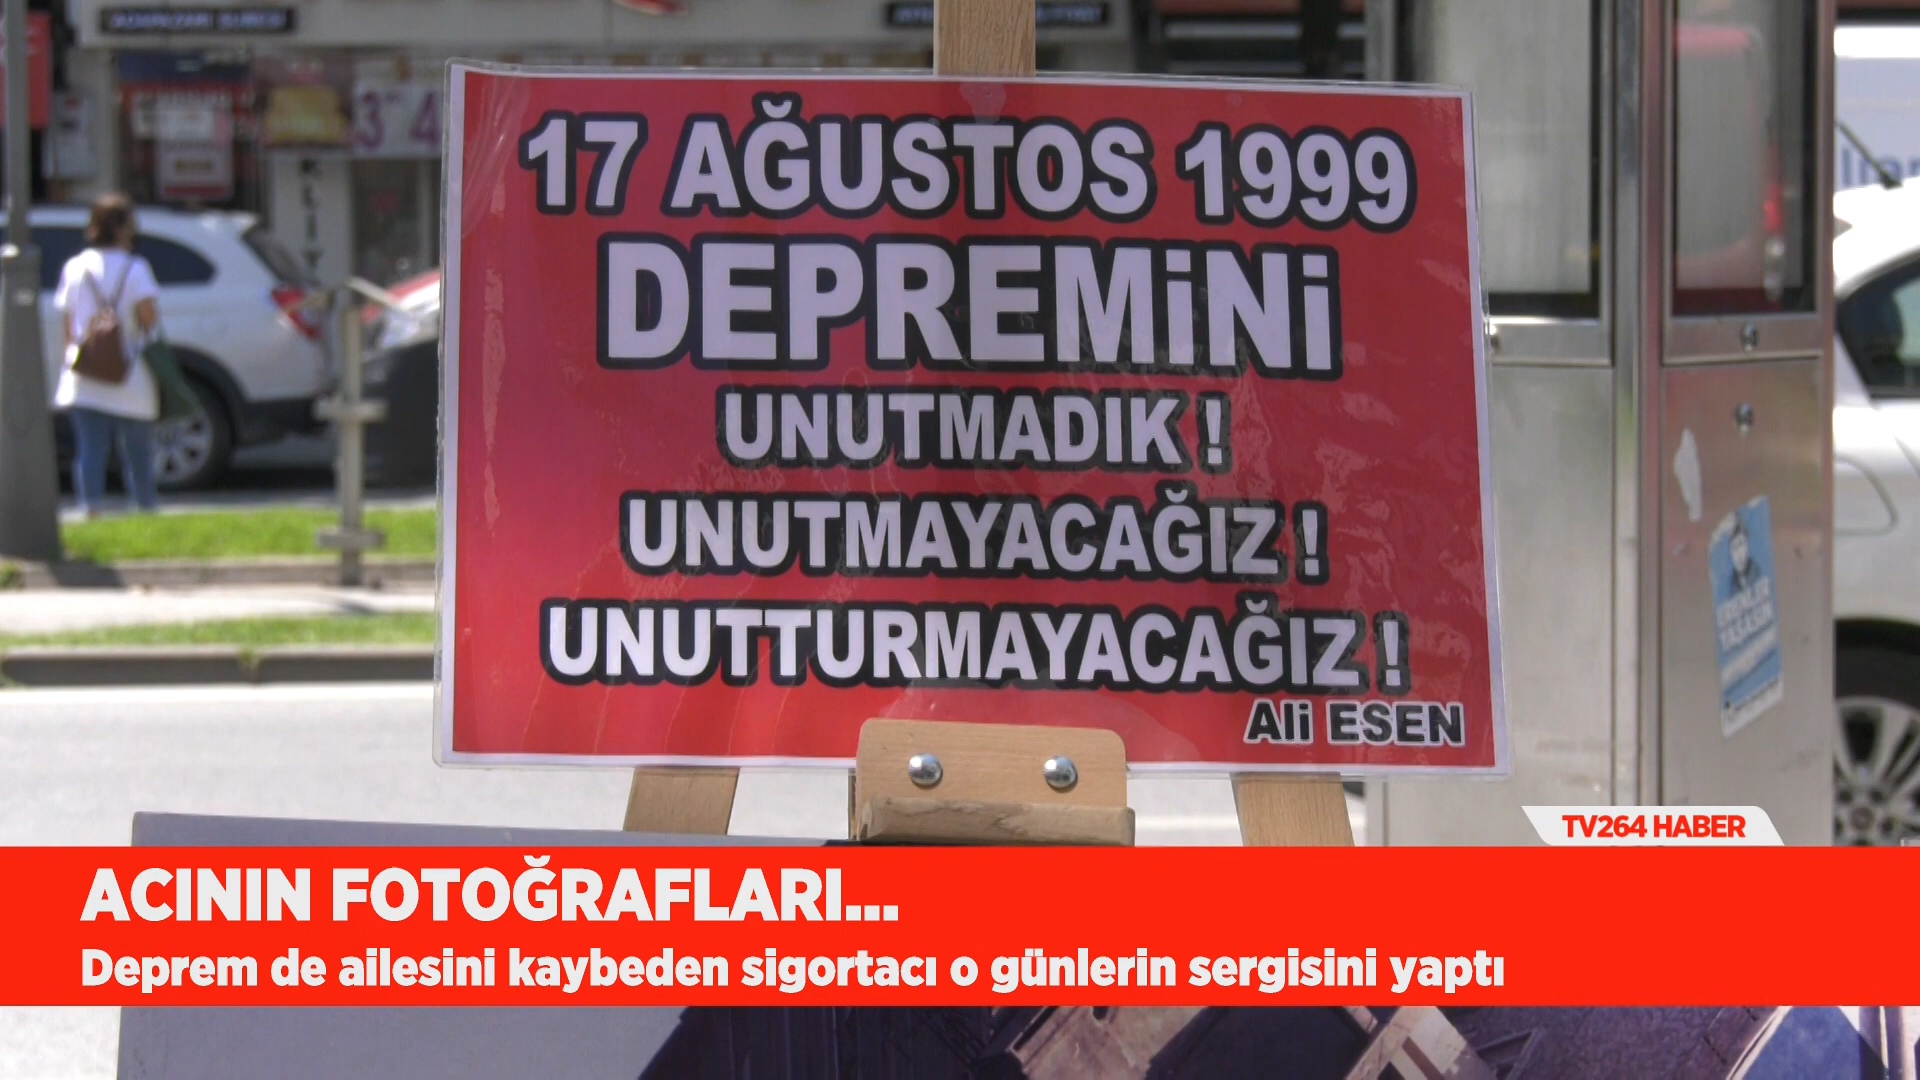 17 AĞUSTOS 1999
DEPREMiNi
UNUTMADIK !
UNUTMAYACAĞIZ !
UNUTTURMAYACAĞIZ !
Ali ESEN
TV264 HABER
ACININ FOTOĞRAFLARI...
Deprem de ailesini kaybeden sigortacı o günlerin sergisini yaptı